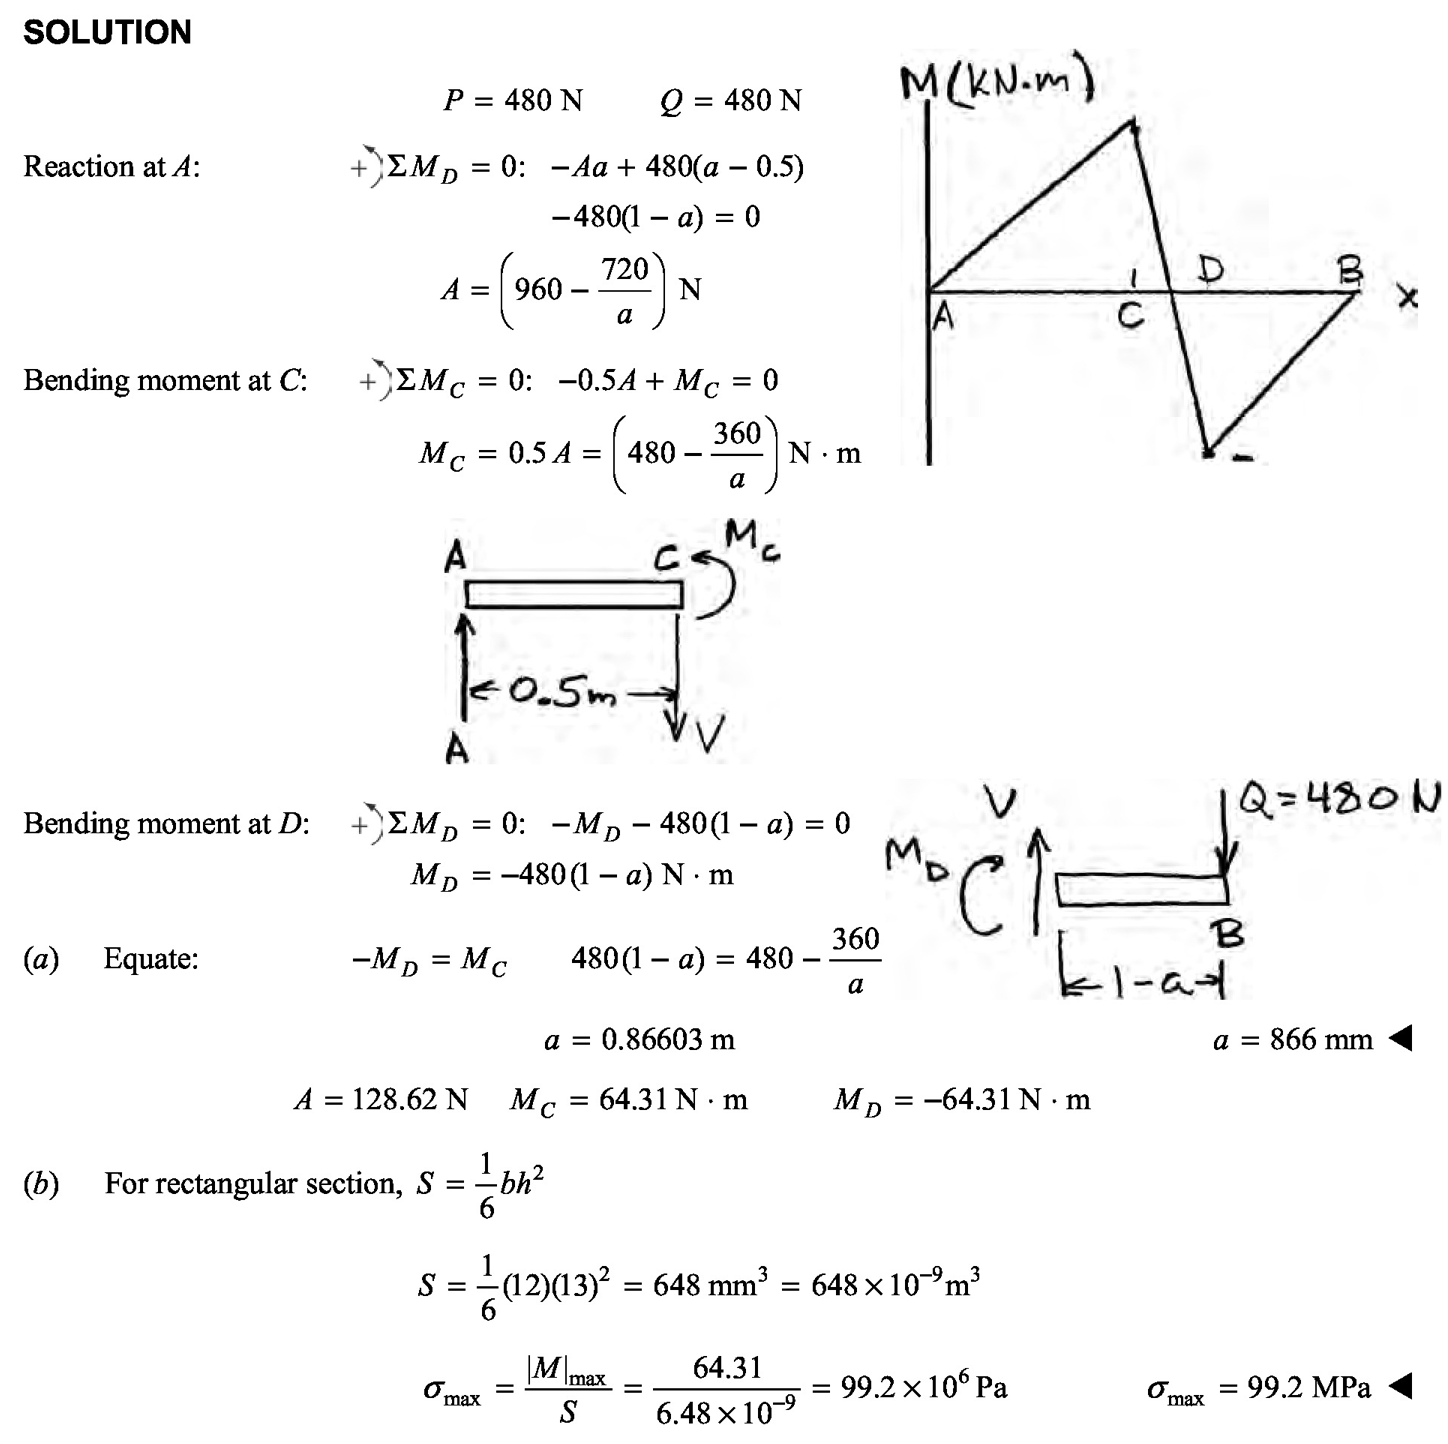 SOLUTION
M(KN·m)
P = 480 N Q = 480 N
Reaction at A: +↺ΣM_D = 0: −Aa + 480(a − 0.5)
−480(1 − a) = 0
A = (960 − 720/a) N
A C D B x
Bending moment at C: +↺ΣM_C = 0: −0.5A + M_C = 0
M_C = 0.5 A = (480 − 360/a) N · m
−
A C M_C
0.5m
A V
Bending moment at D: +↺ΣM_D = 0: −M_D − 480(1 − a) = 0
M_D = −480(1 − a) N · m
V Q=480 N
M_D
B
1-a
(a) Equate: −M_D = M_C 480(1 − a) = 480 − 360/a
a = 0.86603 m a = 866 mm ◀
A = 128.62 N M_C = 64.31 N · m M_D = −64.31 N · m
(b) For rectangular section, S = 1/6 bh²
S = 1/6 (12)(13)² = 648 mm³ = 648 × 10⁻⁹ m³
σ_max = |M|_max / S = 64.31 / 6.48 × 10⁻⁹ = 99.2 × 10⁶ Pa σ_max = 99.2 MPa ◀